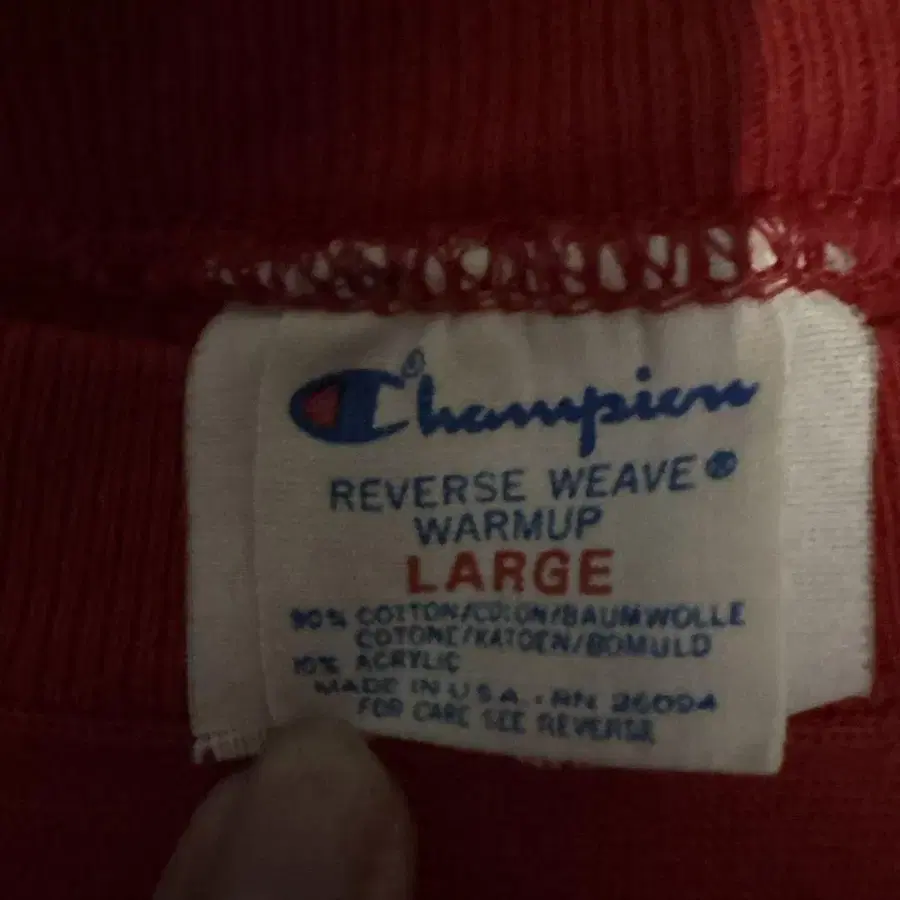 Champion®
REVERSE WEAVE®
WARMUP
LARGE
90% COTTON/COTON/BAUMWOLLE
COTONE/KATOEN/BOMULD
10% ACRYLIC
MADE IN U.S.A. · RN 26094
FOR CARE SEE REVERSE